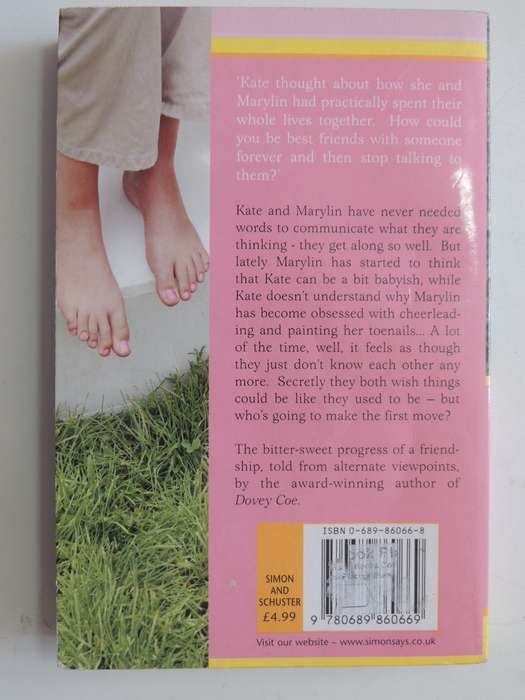 'Kate thought about how she and
Marylin had practically spent their
whole lives together. How could
you be best friends with someone
forever and then stop talking to
them?'
Kate and Marylin have never needed
words to communicate what they are
thinking - they get along so well. But
lately Marylin has started to think
that Kate can be a bit babyish, while
Kate doesn't understand why Marylin
has become obsessed with cheerlead-
ing and painting her toenails... A lot
of the time, well, it feels as though
they just don't know each other any
more. Secretly they both wish things
could be like they used to be – but
who's going to make the first move?
The bitter-sweet progress of a friend-
ship, told from alternate viewpoints,
by the award-winning author of
Dovey Coe.
ISBN 0-689-86066-8
SIMON
AND
SCHUSTER
£4.99
9 780689 860669
Visit our website – www.simonsays.co.uk